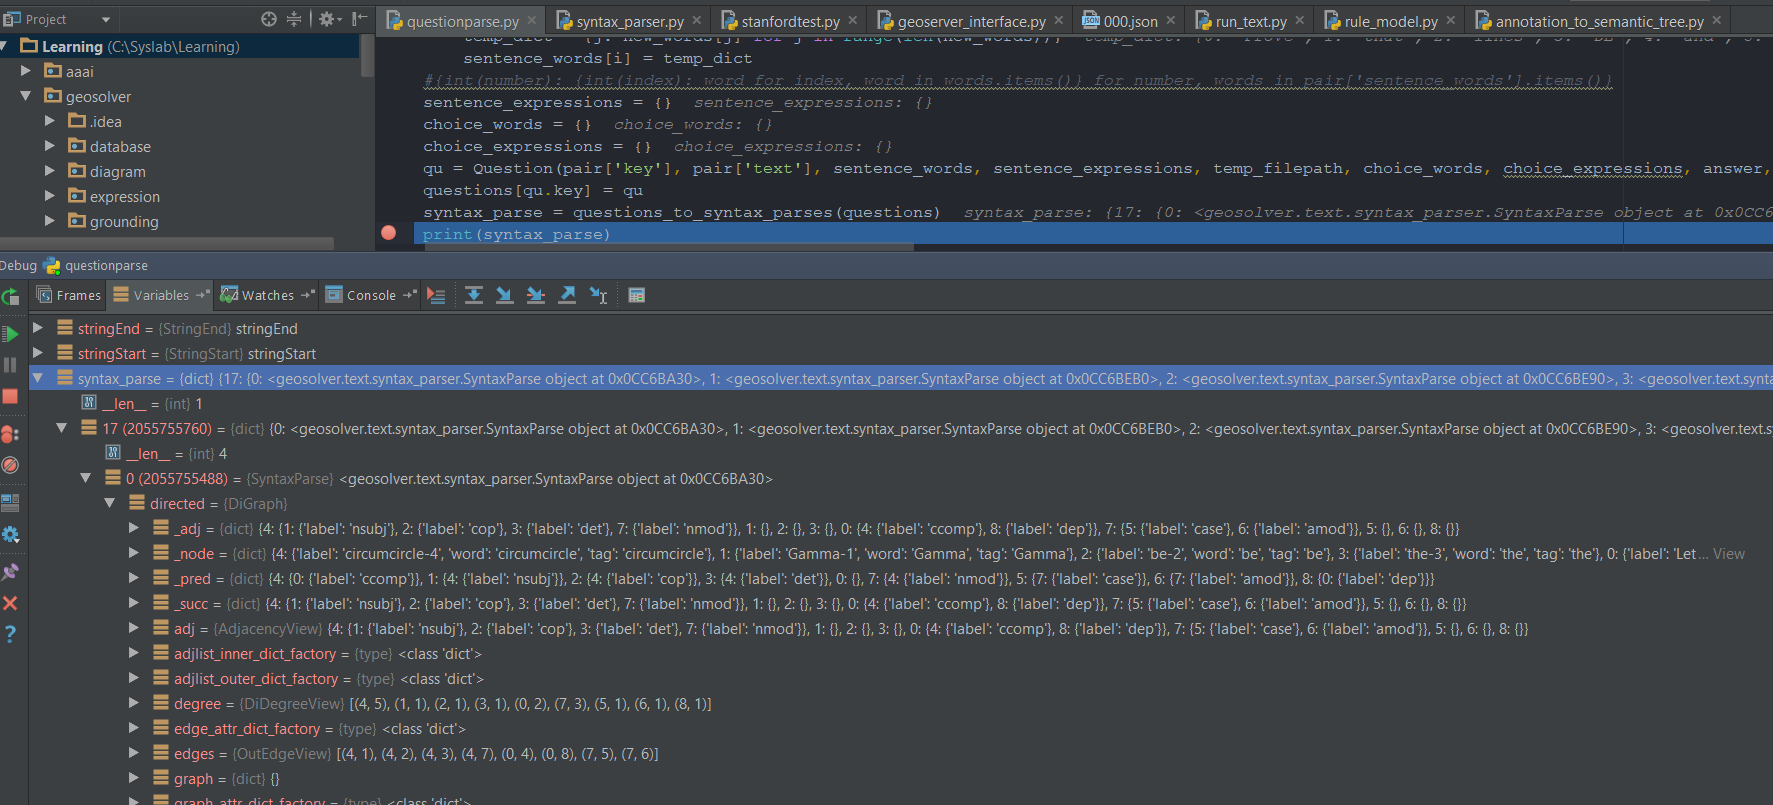 Project
questionparse.py
syntax_parser.py
stanfordtest.py
geoserver_interface.py
000.json
run_text.py
rule_model.py
annotation_to_semantic_tree.py
Learning (C:\Syslab\Learning)
aaai
geosolver
.idea
database
diagram
expression
grounding
sentence_words[i] = temp_dict
#{int(number): {int(index): word for index, word in words.items()} for number, words in pair['sentence_words'].items()}
sentence_expressions = {} sentence_expressions: {}
choice_words = {} choice_words: {}
choice_expressions = {} choice_expressions: {}
qu = Question(pair['key'], pair['text'], sentence_words, sentence_expressions, temp_filepath, choice_words, choice_expressions, answer,
questions[qu.key] = qu
syntax_parse = questions_to_syntax_parses(questions) syntax_parse: {17: {0: <geosolver.text.syntax_parser.SyntaxParse object at 0x0CC6
print(syntax_parse)
Debug questionparse
Frames Variables Watches Console
stringEnd = {StringEnd} stringEnd
stringStart = {StringStart} stringStart
syntax_parse = {dict} {17: {0: <geosolver.text.syntax_parser.SyntaxParse object at 0x0CC6BA30>, 1: <geosolver.text.syntax_parser.SyntaxParse object at 0x0CC6BEB0>, 2: <geosolver.text.syntax_parser.SyntaxParse object at 0x0CC6BE90>, 3: <geosolver.text.synta
__len__ = {int} 1
17 (2055755760) = {dict} {0: <geosolver.text.syntax_parser.SyntaxParse object at 0x0CC6BA30>, 1: <geosolver.text.syntax_parser.SyntaxParse object at 0x0CC6BEB0>, 2: <geosolver.text.syntax_parser.SyntaxParse object at 0x0CC6BE90>, 3: <geosolver.text.syntax
__len__ = {int} 4
0 (2055755488) = {SyntaxParse} <geosolver.text.syntax_parser.SyntaxParse object at 0x0CC6BA30>
directed = {DiGraph}
_adj = {dict} {4: {1: {'label': 'nsubj'}, 2: {'label': 'cop'}, 3: {'label': 'det'}, 7: {'label': 'nmod'}}, 1: {}, 2: {}, 3: {}, 0: {4: {'label': 'ccomp'}, 8: {'label': 'dep'}}, 7: {5: {'label': 'case'}, 6: {'label': 'amod'}}, 5: {}, 6: {}, 8: {}}
_node = {dict} {4: {'label': 'circumcircle-4', 'word': 'circumcircle', 'tag': 'circumcircle'}, 1: {'label': 'Gamma-1', 'word': 'Gamma', 'tag': 'Gamma'}, 2: {'label': 'be-2', 'word': 'be', 'tag': 'be'}, 3: {'label': 'the-3', 'word': 'the', 'tag': 'the'}, 0: {'label': 'Let... View
_pred = {dict} {4: {0: {'label': 'ccomp'}}, 1: {4: {'label': 'nsubj'}}, 2: {4: {'label': 'cop'}}, 3: {4: {'label': 'det'}}, 0: {}, 7: {4: {'label': 'nmod'}}, 5: {7: {'label': 'case'}}, 6: {7: {'label': 'amod'}}, 8: {0: {'label': 'dep'}}}
_succ = {dict} {4: {1: {'label': 'nsubj'}, 2: {'label': 'cop'}, 3: {'label': 'det'}, 7: {'label': 'nmod'}}, 1: {}, 2: {}, 3: {}, 0: {4: {'label': 'ccomp'}, 8: {'label': 'dep'}}, 7: {5: {'label': 'case'}, 6: {'label': 'amod'}}, 5: {}, 6: {}, 8: {}}
adj = {AdjacencyView} {4: {1: {'label': 'nsubj'}, 2: {'label': 'cop'}, 3: {'label': 'det'}, 7: {'label': 'nmod'}}, 1: {}, 2: {}, 3: {}, 0: {4: {'label': 'ccomp'}, 8: {'label': 'dep'}}, 7: {5: {'label': 'case'}, 6: {'label': 'amod'}}, 5: {}, 6: {}, 8: {}}
adjlist_inner_dict_factory = {type} <class 'dict'>
adjlist_outer_dict_factory = {type} <class 'dict'>
degree = {DiDegreeView} [(4, 5), (1, 1), (2, 1), (3, 1), (0, 2), (7, 3), (5, 1), (6, 1), (8, 1)]
edge_attr_dict_factory = {type} <class 'dict'>
edges = {OutEdgeView} [(4, 1), (4, 2), (4, 3), (4, 7), (0, 4), (0, 8), (7, 5), (7, 6)]
graph = {dict} {}
graph_attr_dict_factory = {type} <class 'dict'>